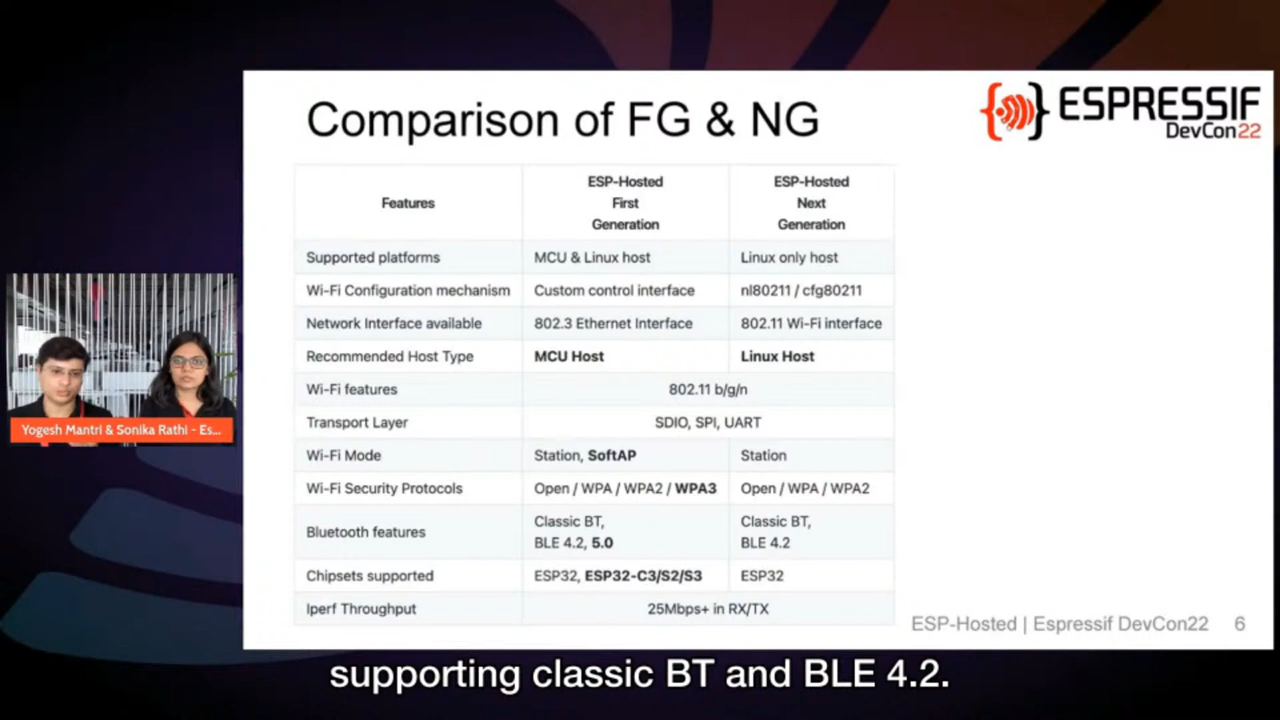 Comparison of FG & NG
ESPRESSIF
DevCon22
Features
ESP-Hosted
First
Generation
ESP-Hosted
Next
Generation
Supported platforms
MCU & Linux host
Linux only host
Wi-Fi Configuration mechanism
Custom control interface
nl80211 / cfg80211
Network Interface available
802.3 Ethernet Interface
802.11 Wi-Fi interface
Recommended Host Type
MCU Host
Linux Host
Wi-Fi features
802.11 b/g/n
Transport Layer
SDIO, SPI, UART
Wi-Fi Mode
Station, SoftAP
Station
Wi-Fi Security Protocols
Open / WPA / WPA2 / WPA3
Open / WPA / WPA2
Bluetooth features
Classic BT,
BLE 4.2, 5.0
Classic BT,
BLE 4.2
Chipsets supported
ESP32, ESP32-C3/S2/S3
ESP32
Iperf Throughput
25Mbps+ in RX/TX
Yogesh Mantri & Sonika Rathi - Es...
ESP-Hosted | Espressif DevCon22 6
supporting classic BT and BLE 4.2.